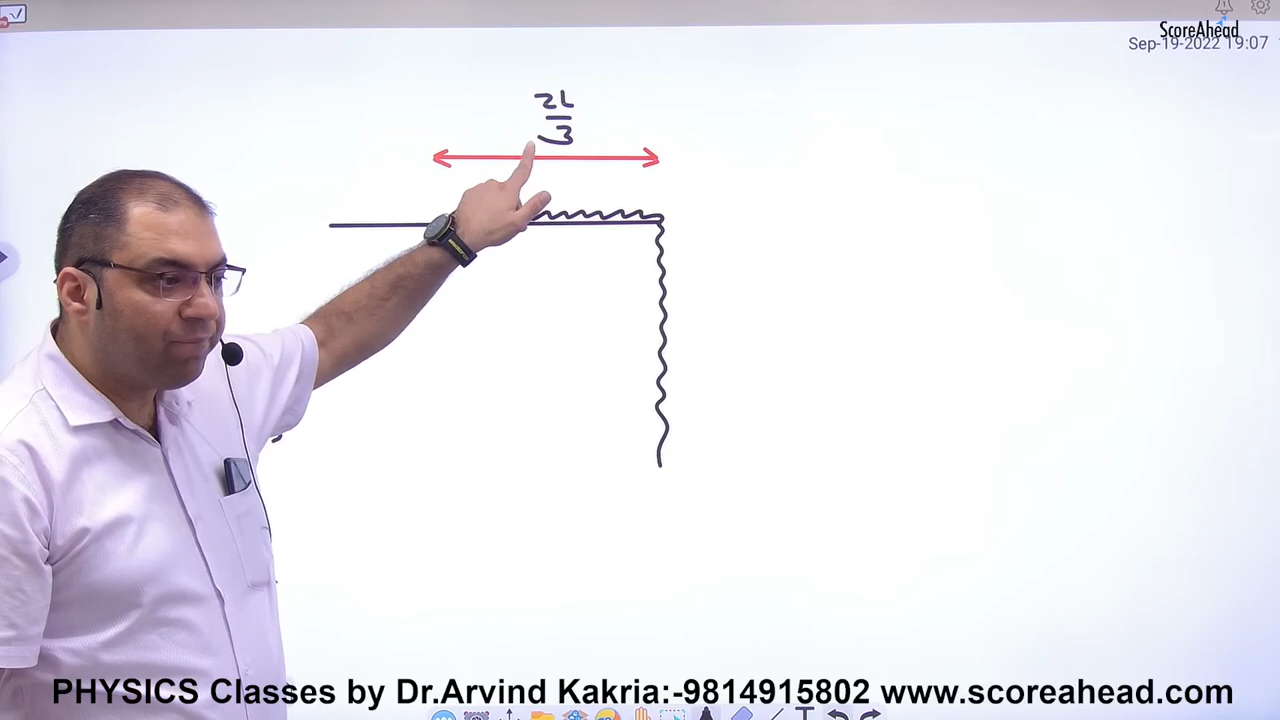 ScoreAhead
Sep-19-2022 19:07
2L
3
PHYSICS Classes by Dr.Arvind Kakria:-9814915802 www.scoreahead.com